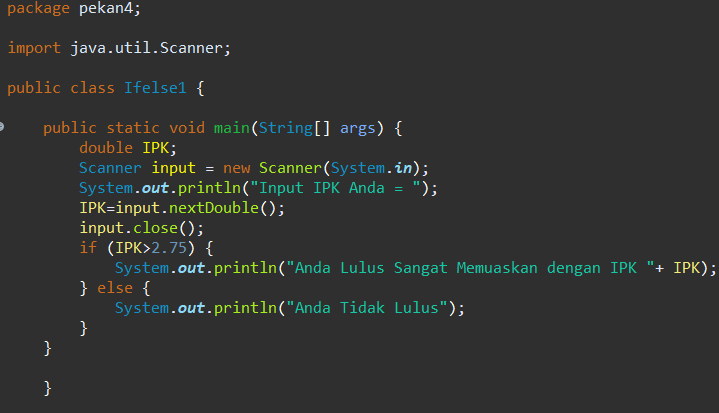 package pekan4;
import java.util.Scanner;
public class Ifelse1 {
public static void main(String[] args) {
double IPK;
Scanner input = new Scanner(System.in);
System.out.println("Input IPK Anda = ");
IPK=input.nextDouble();
input.close();
if (IPK>2.75) {
System.out.println("Anda Lulus Sangat Memuaskan dengan IPK "+ IPK);
} else {
System.out.println("Anda Tidak Lulus");
}
}
}